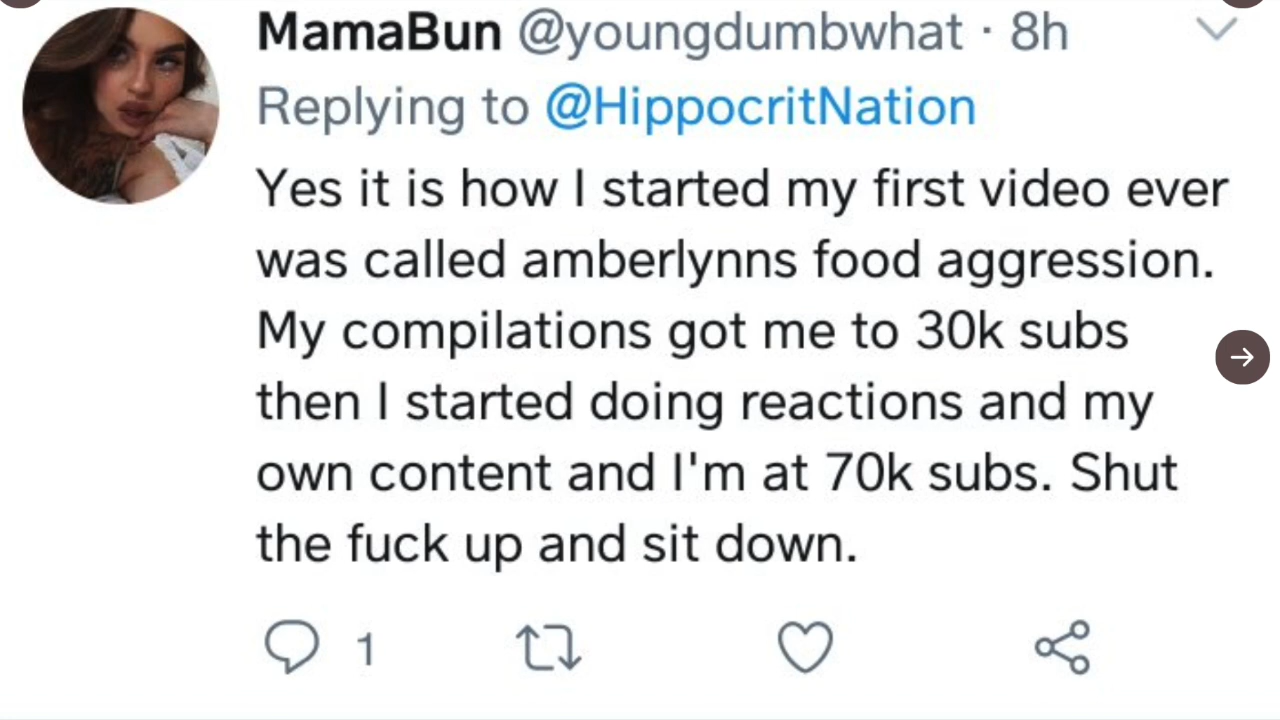 MamaBun @youngdumbwhat · 8h
Replying to @HippocritNation
Yes it is how I started my first video ever
was called amberlynns food aggression.
My compilations got me to 30k subs
then I started doing reactions and my
own content and I'm at 70k subs. Shut
the fuck up and sit down.
1